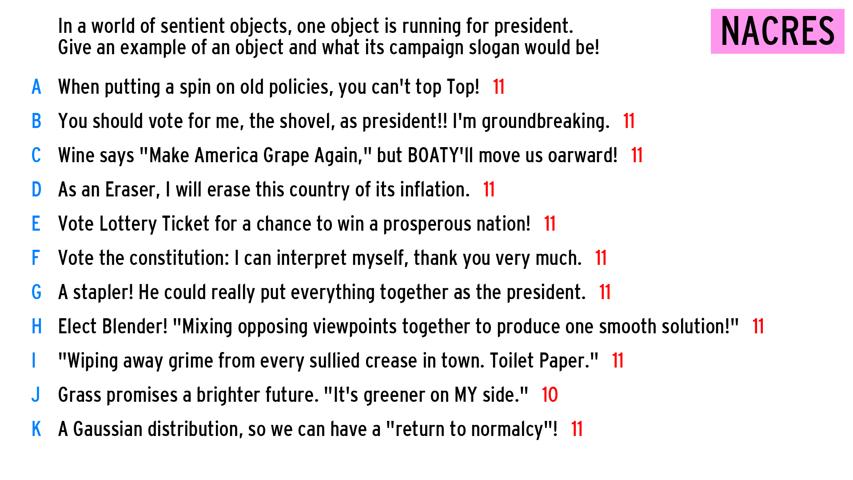 In a world of sentient objects, one object is running for president.
Give an example of an object and what its campaign slogan would be!
NACRES
A When putting a spin on old policies, you can't top Top! 11
B You should vote for me, the shovel, as president!! I'm groundbreaking. 11
C Wine says "Make America Grape Again," but BOATY'll move us oarward! 11
D As an Eraser, I will erase this country of its inflation. 11
E Vote Lottery Ticket for a chance to win a prosperous nation! 11
F Vote the constitution: I can interpret myself, thank you very much. 11
G A stapler! He could really put everything together as the president. 11
H Elect Blender! "Mixing opposing viewpoints together to produce one smooth solution!" 11
I "Wiping away grime from every sullied crease in town. Toilet Paper." 11
J Grass promises a brighter future. "It's greener on MY side." 10
K A Gaussian distribution, so we can have a "return to normalcy"! 11